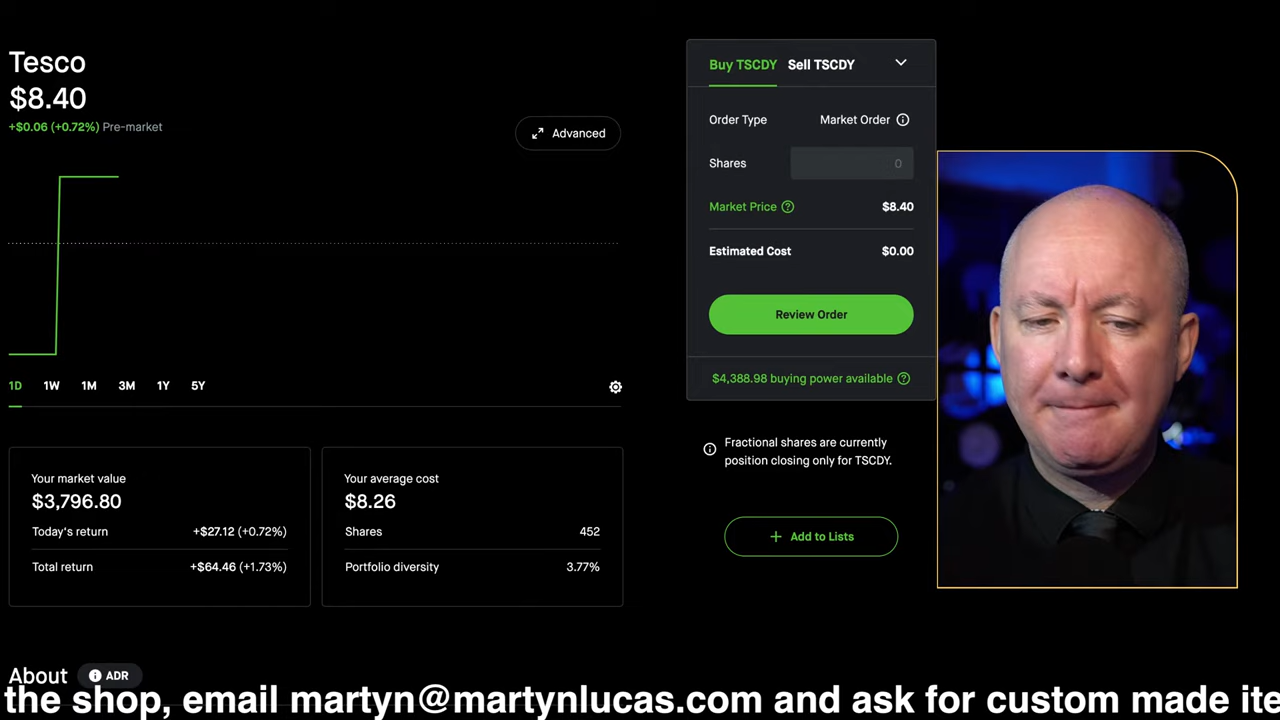 Tesco
$8.40
+$0.06 (+0.72%) Pre-market
Advanced
1D 1W 1M 3M 1Y 5Y
Your market value
$3,796.80
Today's return +$27.12 (+0.72%)
Total return +$64.46 (+1.73%)
Your average cost
$8.26
Shares 452
Portfolio diversity 3.77%
About ADR
Buy TSCDY Sell TSCDY
Order Type Market Order
Shares 0
Market Price $8.40
Estimated Cost $0.00
Review Order
$4,388.98 buying power available
Fractional shares are currently
position closing only for TSCDY.
+ Add to Lists
the shop, email martyn@martynlucas.com and ask for custom made ite